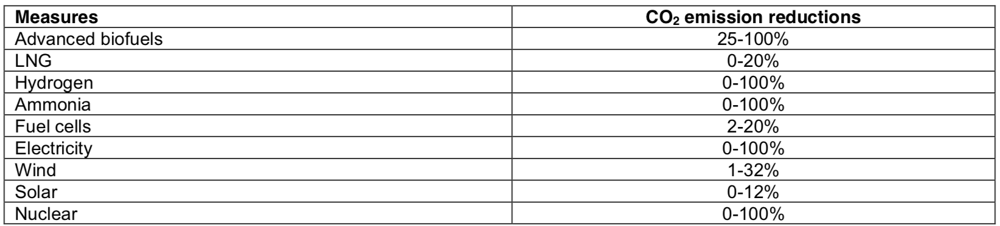 Measures CO₂ emission reductions
Advanced biofuels 25-100%
LNG 0-20%
Hydrogen 0-100%
Ammonia 0-100%
Fuel cells 2-20%
Electricity 0-100%
Wind 1-32%
Solar 0-12%
Nuclear 0-100%